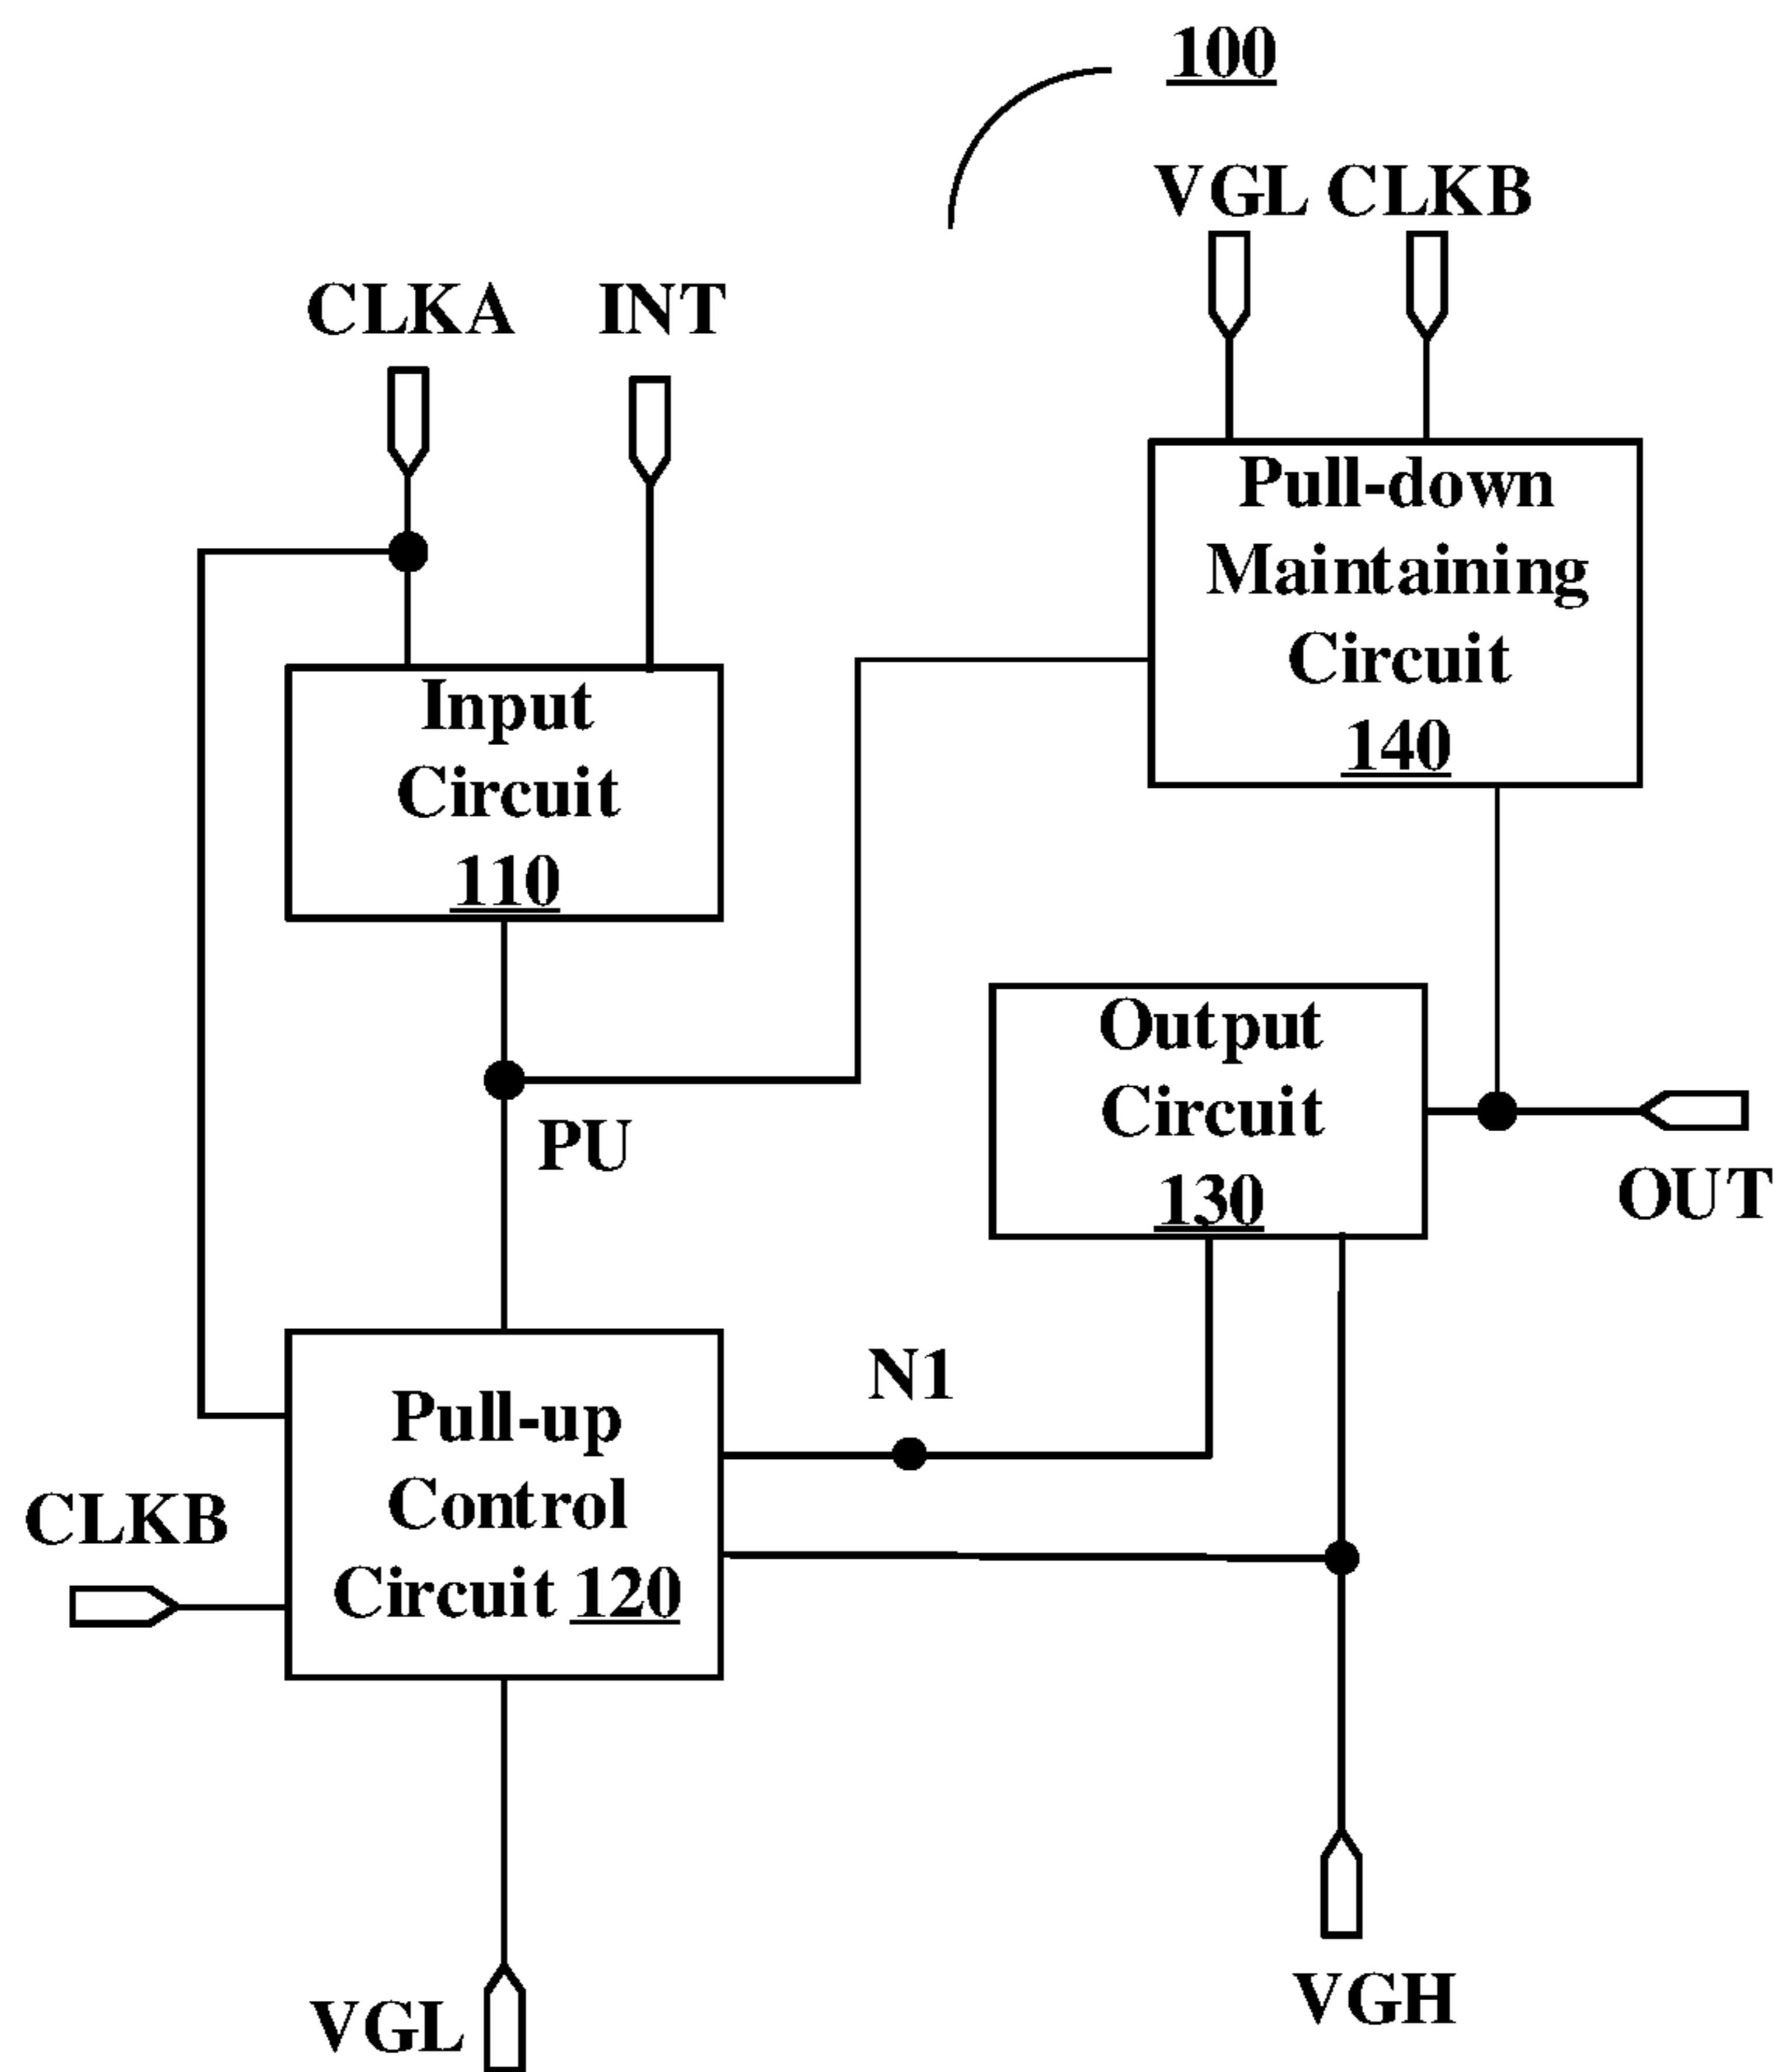 100
VGL CLKB
CLKA INT
Pull-down
Maintaining
Circuit
140
Input
Circuit
110
Output
Circuit
130
PU
OUT
N1
Pull-up
Control
Circuit 120
CLKB
VGH
VGL